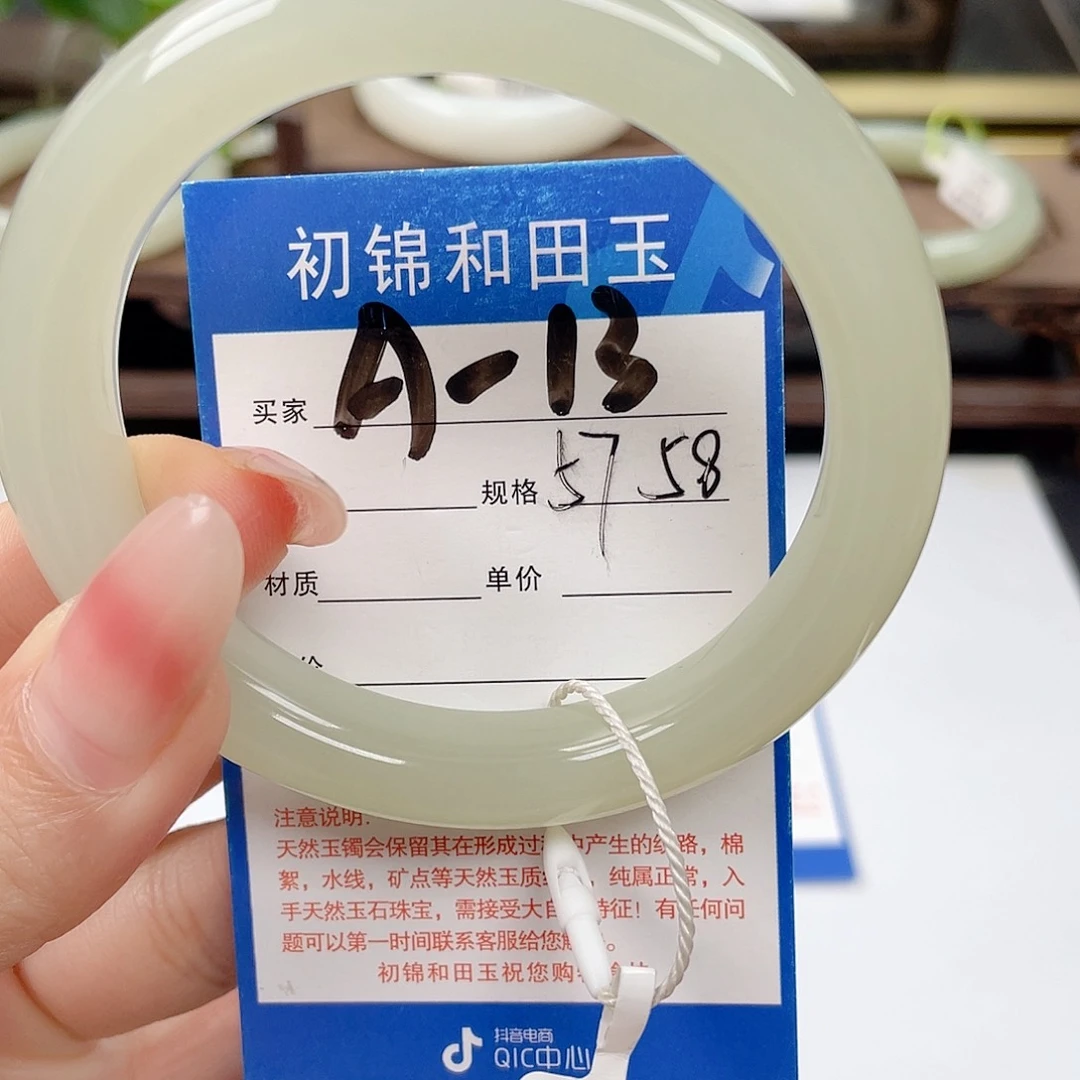 初锦和田玉
买家 A-13
规格 57 58
材质 单价
价
注意说明:
天然玉镯会保留其在形成过 中产生的 路，棉
絮，水线，矿点等天然玉质 ，纯属正常，入
手天然玉石珠宝，需接受大自 特征！有任何问
题可以第一时间联系客服给您解 。
初锦和田玉祝您购
抖音电商
QIC中心